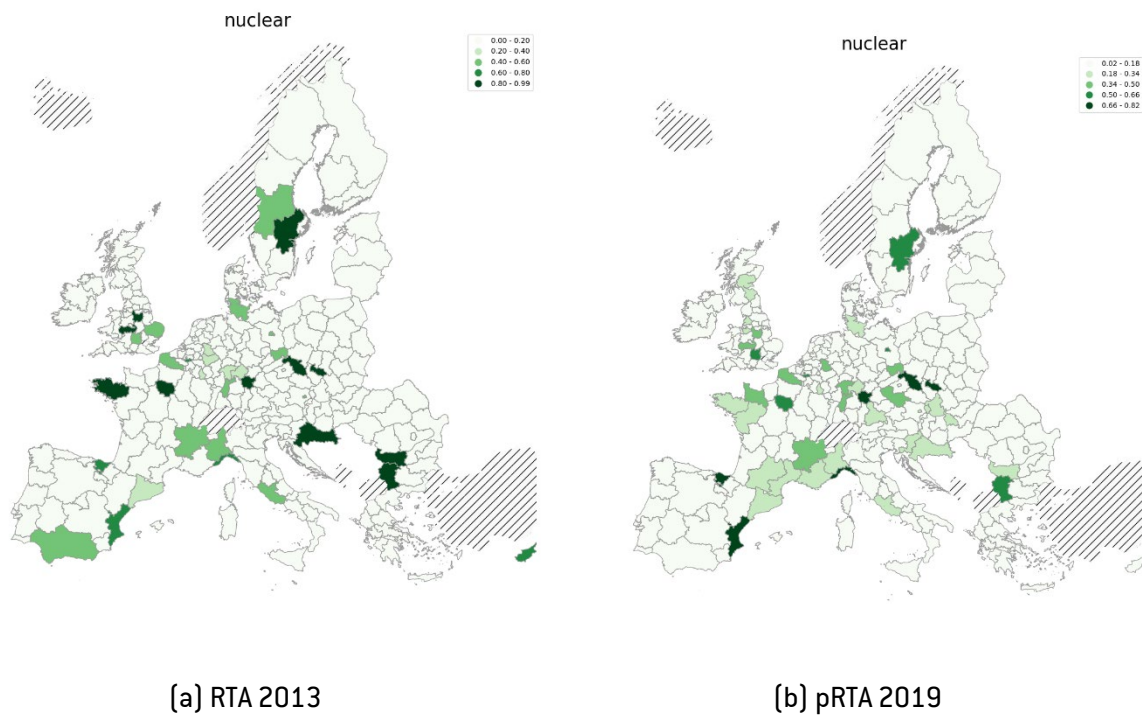 nuclear
0.00 - 0.20
0.20 - 0.40
0.40 - 0.60
0.60 - 0.80
0.80 - 0.99
nuclear
0.02 - 0.18
0.18 - 0.34
0.34 - 0.50
0.50 - 0.66
0.66 - 0.82
(a) RTA 2013
(b) pRTA 2019